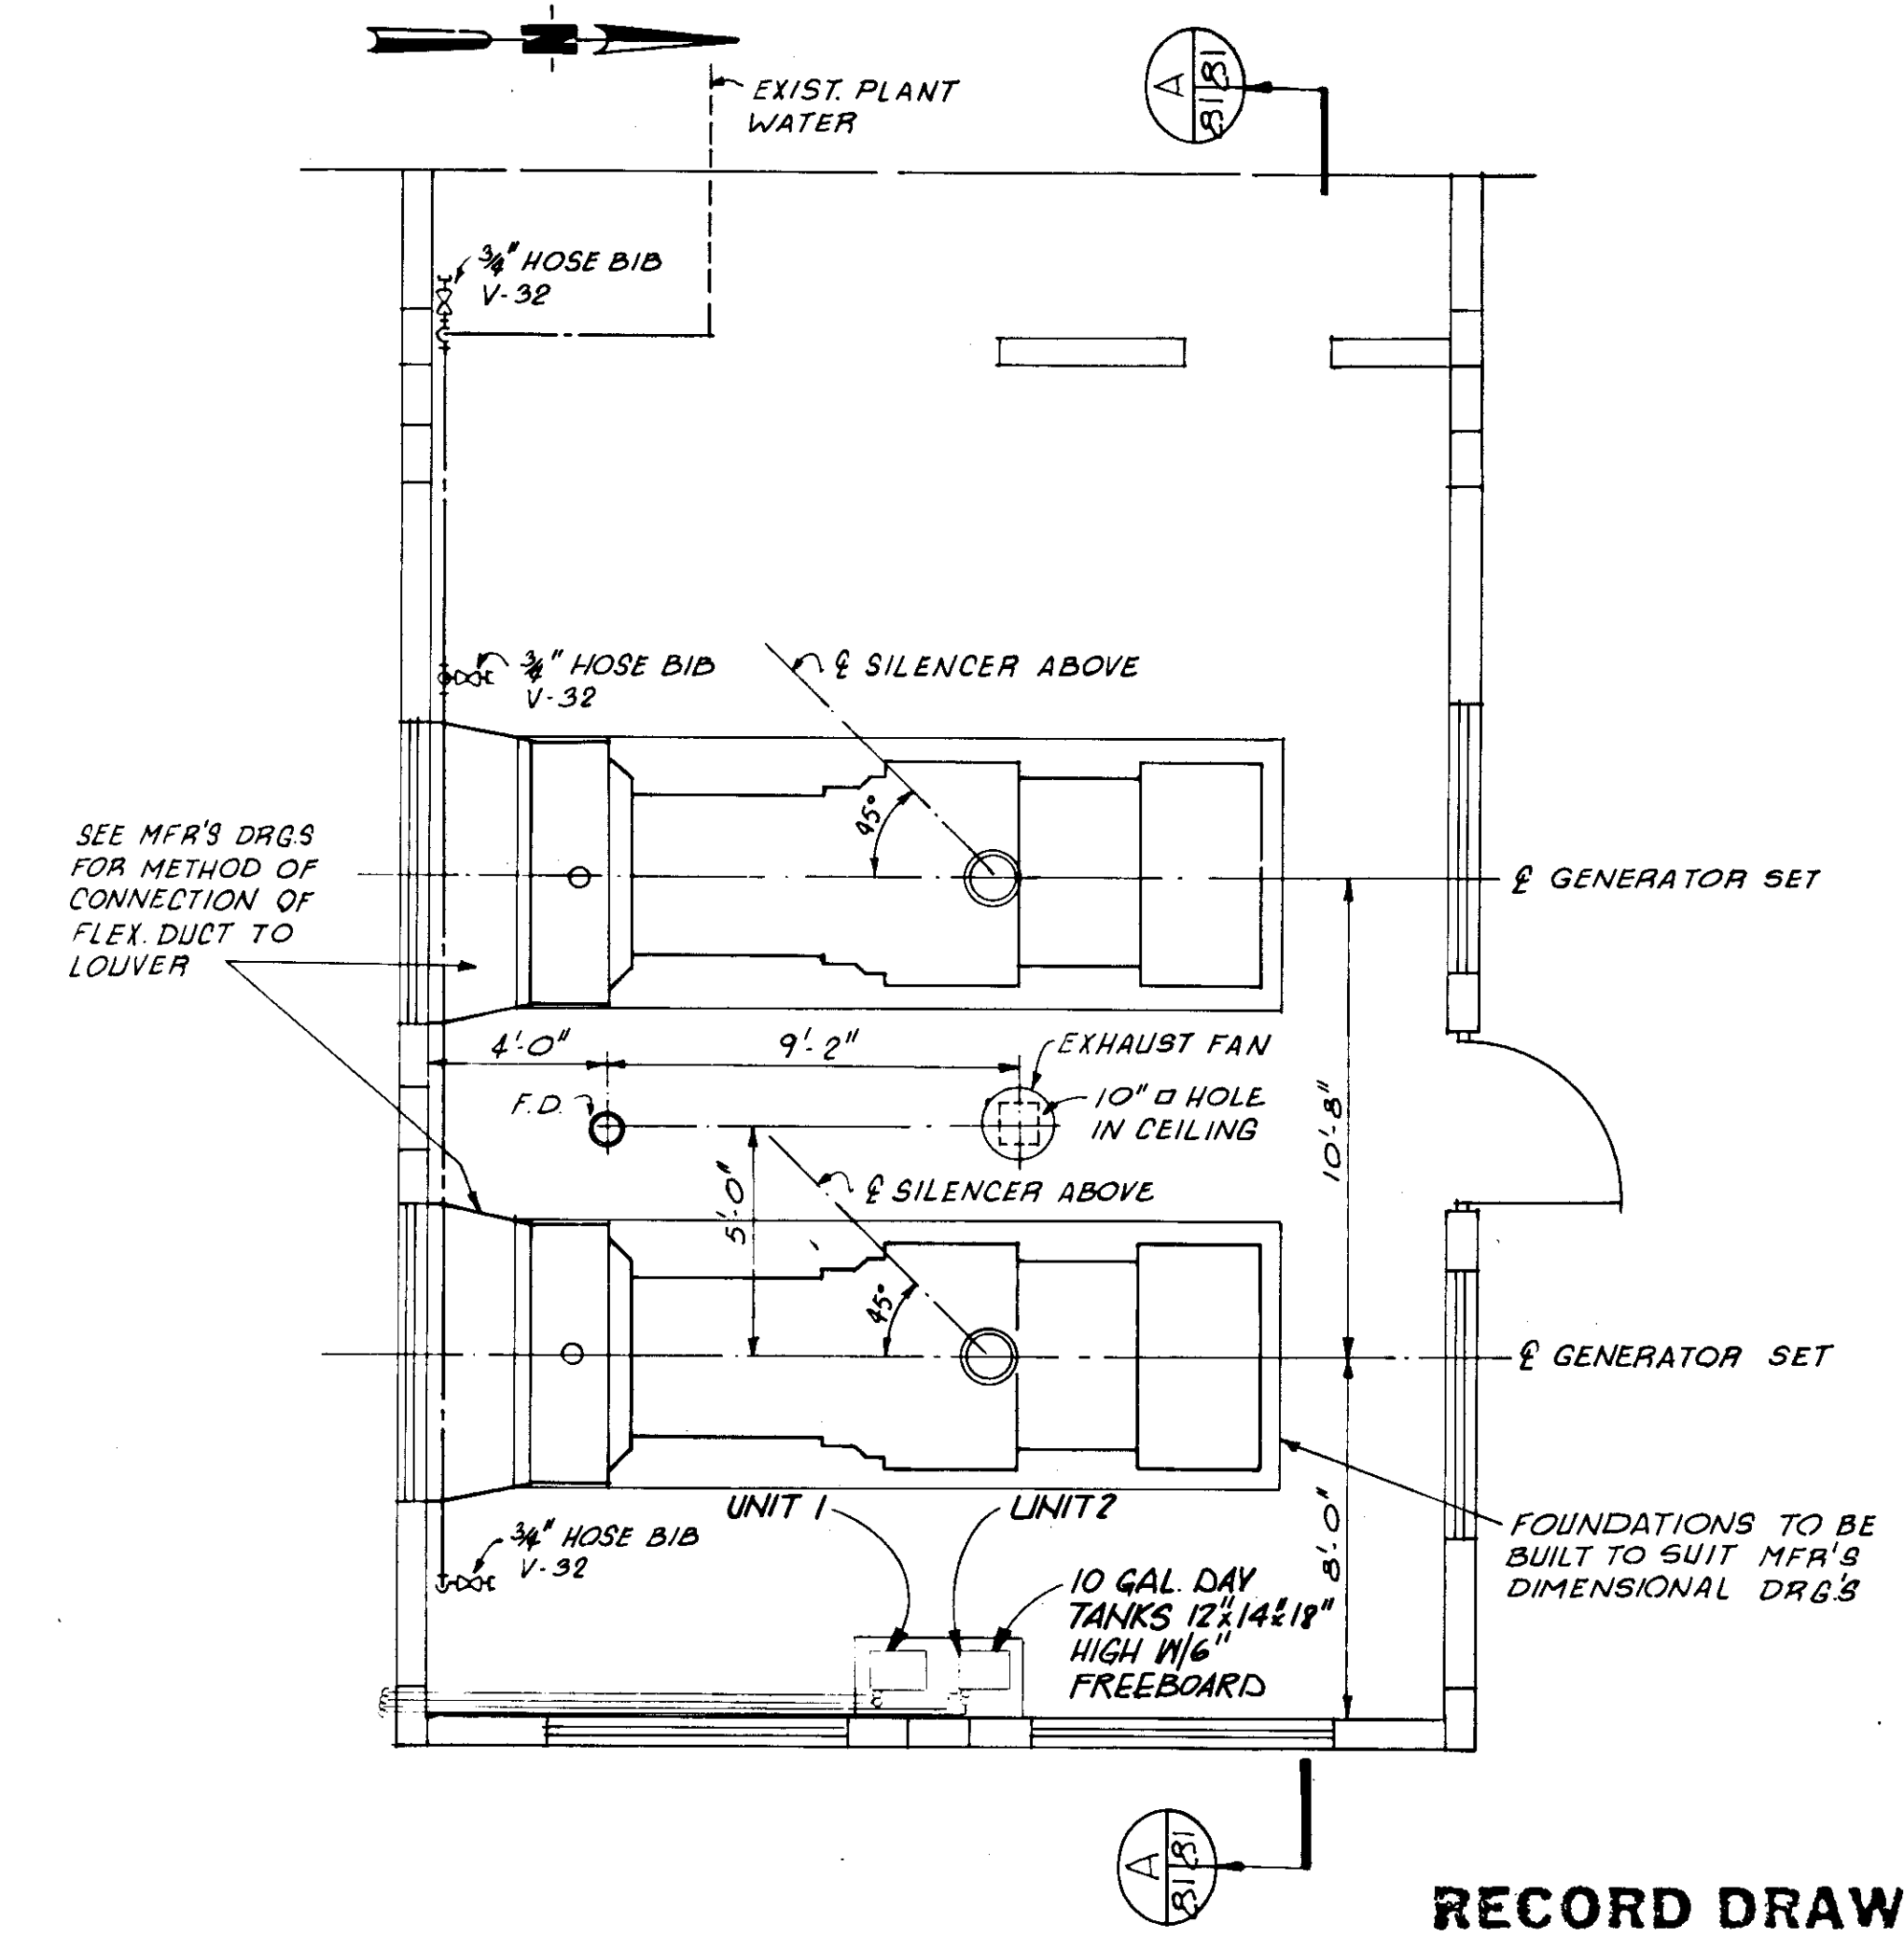 N
EXIST. PLANT
WATER
A
81 81
3/4" HOSE BIB
V-32
3/4" HOSE BIB
V-32
℄ SILENCER ABOVE
45°
SEE MFR'S DRG.S
FOR METHOD OF
CONNECTION OF
FLEX. DUCT TO
LOUVER
℄ GENERATOR SET
4'-0"
9'-2"
EXHAUST FAN
10" □ HOLE
IN CEILING
F.D.
10'-8"
5'-0"
℄ SILENCER ABOVE
45°
℄ GENERATOR SET
UNIT 1
UNIT 2
3/4" HOSE BIB
V-32
10 GAL. DAY
TANKS 12"x14"x18"
HIGH W/6"
FREEBOARD
8'-0"
FOUNDATIONS TO BE
BUILT TO SUIT MFR'S
DIMENSIONAL DRG.'S
A
81 81
RECORD DRAW